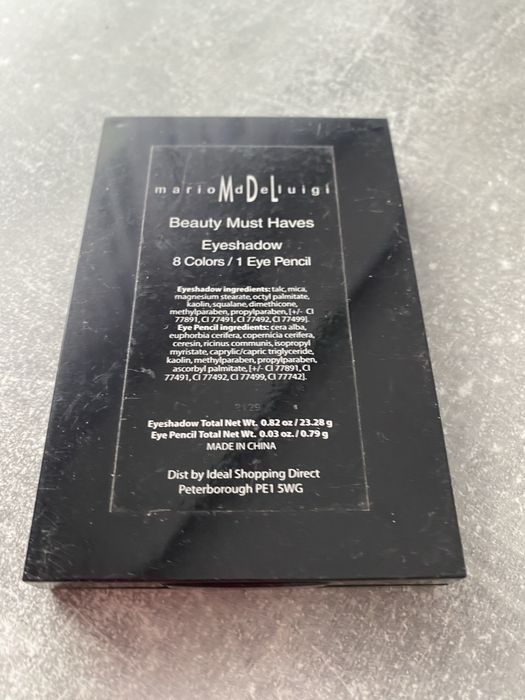 mario MdDeL luigi
Beauty Must Haves
Eyeshadow
8 Colors / 1 Eye Pencil
Eyeshadow ingredients: talc, mica,
magnesium stearate, octyl palmitate,
kaolin, squalane, dimethicone,
methylparaben, propylparaben, [+/- CI
77891, CI 77491, CI 77492, CI 77499].
Eye Pencil ingredients: cera alba,
euphorbia cerifera, copernicia cerifera,
ceresin, ricinus communis, isopropyl
myristate, caprylic/capric triglyceride,
kaolin, methylparaben, propylparaben,
ascorbyl palmitate, [+/- CI 77891, CI
77491, CI 77492, CI 77499, CI 77742].
Eyeshadow Total Net Wt. 0.82 oz / 23.28 g
Eye Pencil Total Net Wt. 0.03 oz. / 0.79 g
MADE IN CHINA
Dist by Ideal Shopping Direct
Peterborough PE1 5WG